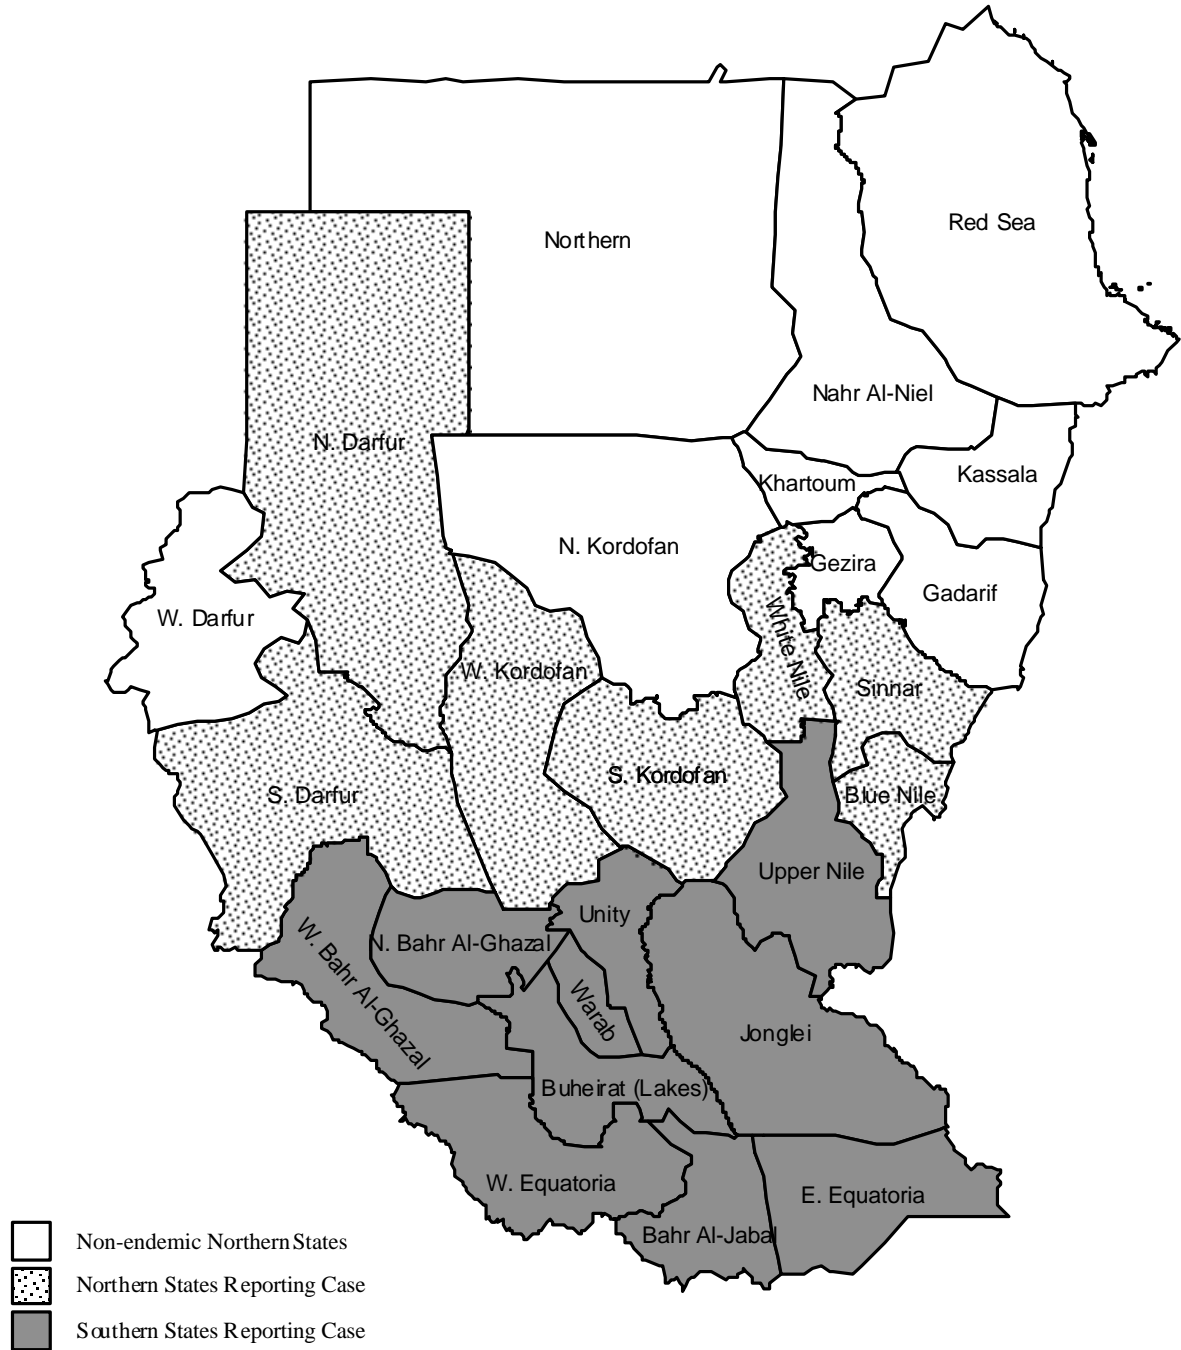 Red Sea
Northern
Nahr Al-Niel
N. Darfur
Kassala
Khartoum
N. Kordofan
Gezira
Gadarif
W. Darfur
White Nile
W. Kordofan
Sinnar
S. Kordofan
S. Darfur
Blue Nile
Upper Nile
Unity
N. Bahr Al-Ghazal
W. Bahr Al-Ghazal
Warab
Jonglei
Buheirat (Lakes)
W. Equatoria
E. Equatoria
Bahr Al-Jabal
Non-endemic Northern States
Northern States Reporting Case
Southern States Reporting Case